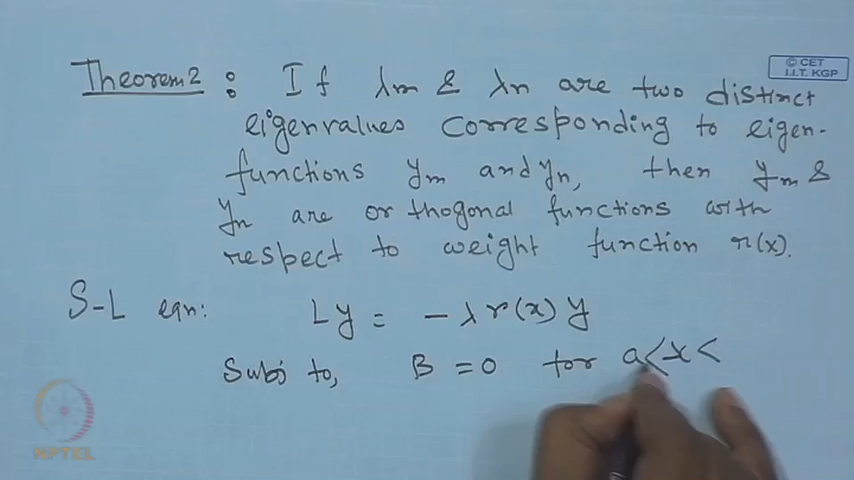 © CET
I.I.T. KGP
Theorem 2 : If λm & λn are two distinct
eigenvalues corresponding to eigen-
functions ym and yn, then ym &
yn are orthogonal functions with
respect to weight function r(x).
S-L eqn: Ly = - λ r(x) y
Subs to, B = 0 for a < x <
NPTEL